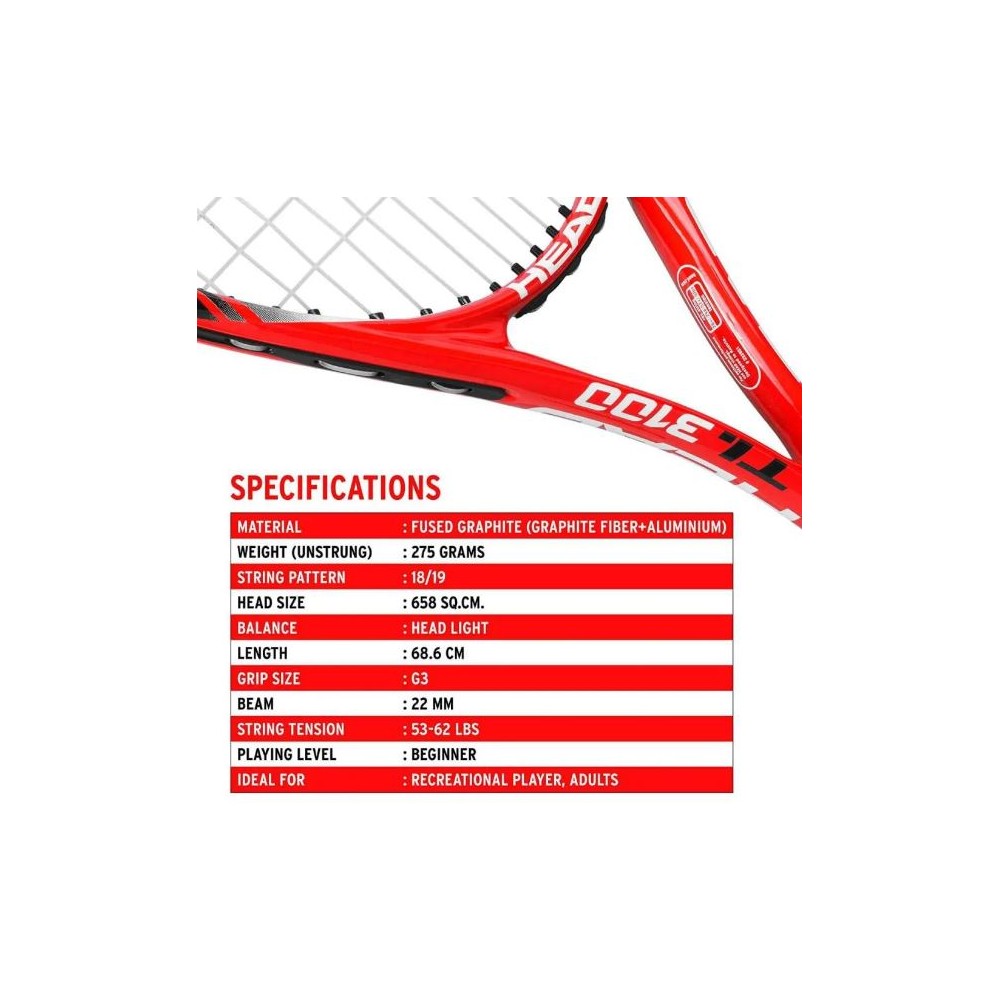 HEAD
TL 3100
HEAD
SPECIFICATIONS
MATERIAL : FUSED GRAPHITE (GRAPHITE FIBER+ALUMINIUM)
WEIGHT (UNSTRUNG) : 275 GRAMS
STRING PATTERN : 18/19
HEAD SIZE : 658 SQ.CM.
BALANCE : HEAD LIGHT
LENGTH : 68.6 CM
GRIP SIZE : G3
BEAM : 22 MM
STRING TENSION : 53-62 LBS
PLAYING LEVEL : BEGINNER
IDEAL FOR : RECREATIONAL PLAYER, ADULTS